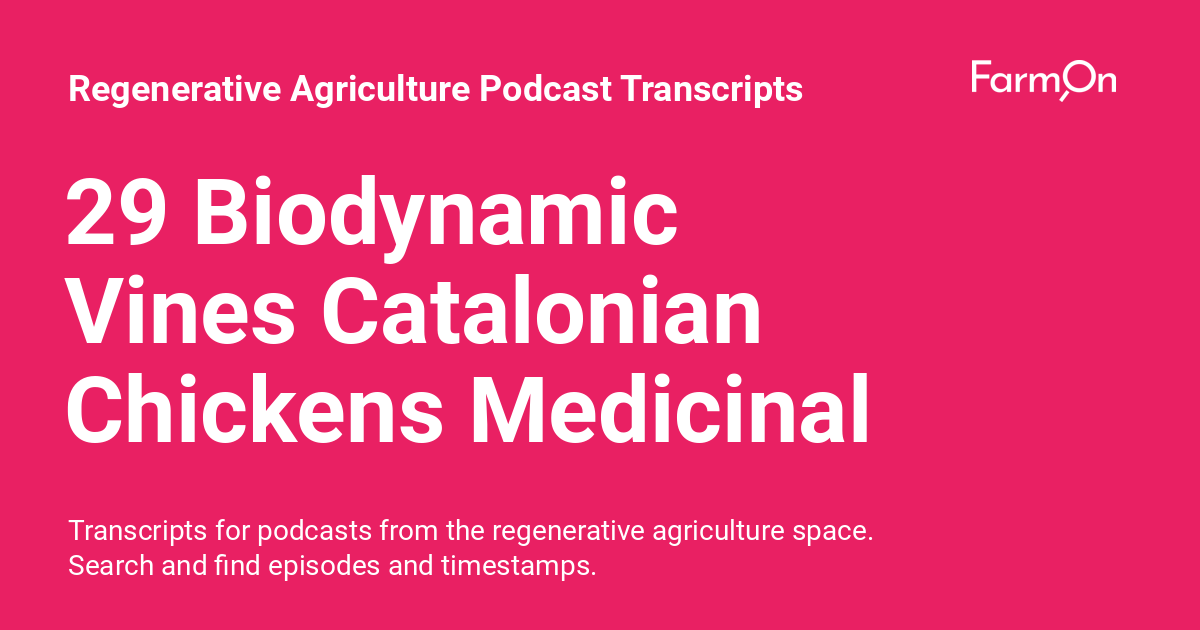 Regenerative Agriculture Podcast Transcripts
FarmOn
29 Biodynamic
Vines Catalonian
Chickens Medicinal
Transcripts for podcasts from the regenerative agriculture space.
Search and find episodes and timestamps.